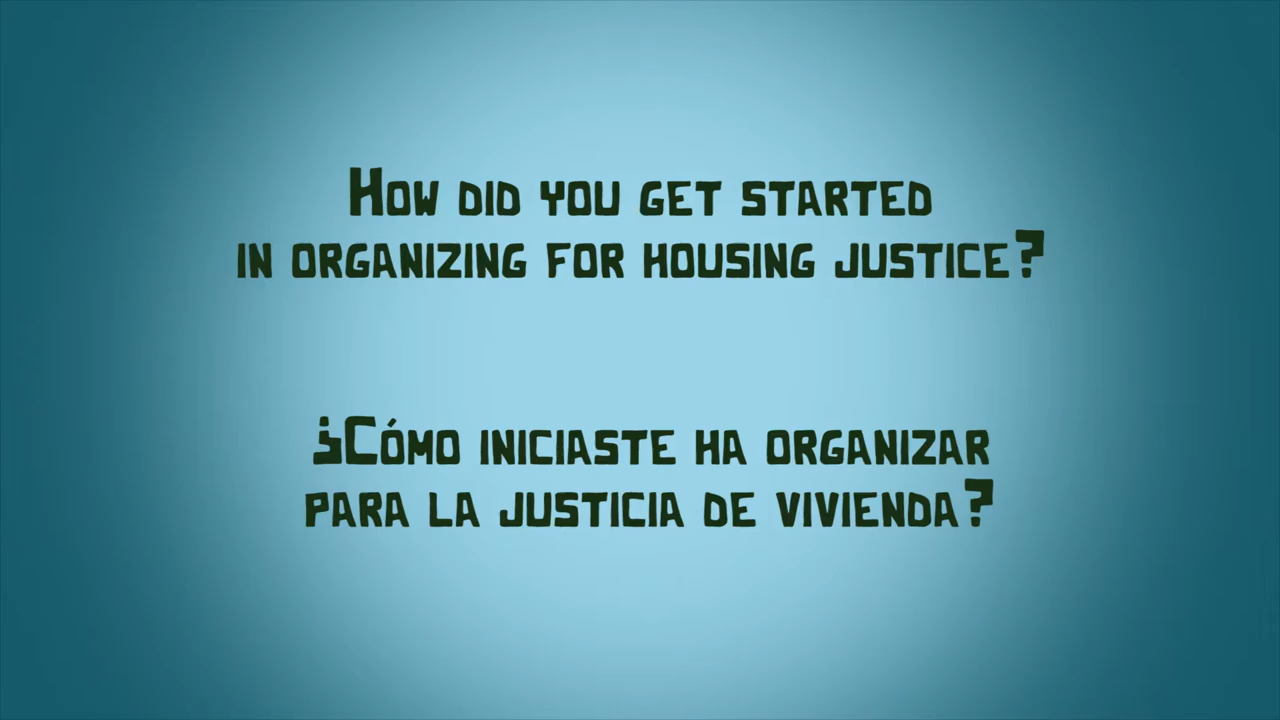 How did you get started
in organizing for housing justice?
¿Cómo iniciaste ha organizar
para la justicia de vivienda?